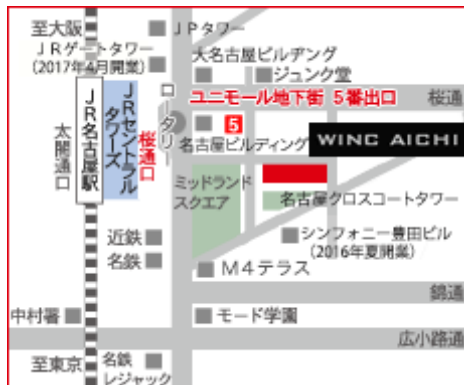 至大阪
JPタワー
JRゲートタワー
(2017年4月開業)
大名古屋ビルヂング
ジュンク堂
ロータリー
ユニモール地下街 5番出口
桜通
JR名古屋駅
JRセントラル
タワーズ
太閤通口
桜通口
5
名古屋ビルディング
WINC AICHI
ミッドランド
スクエア
名古屋クロスコートタワー
近鉄
名鉄
シンフォニー豊田ビル
(2016年夏開業)
M4テラス
錦通
中村署
モード学園
広小路通
至東京
名鉄
レジャック